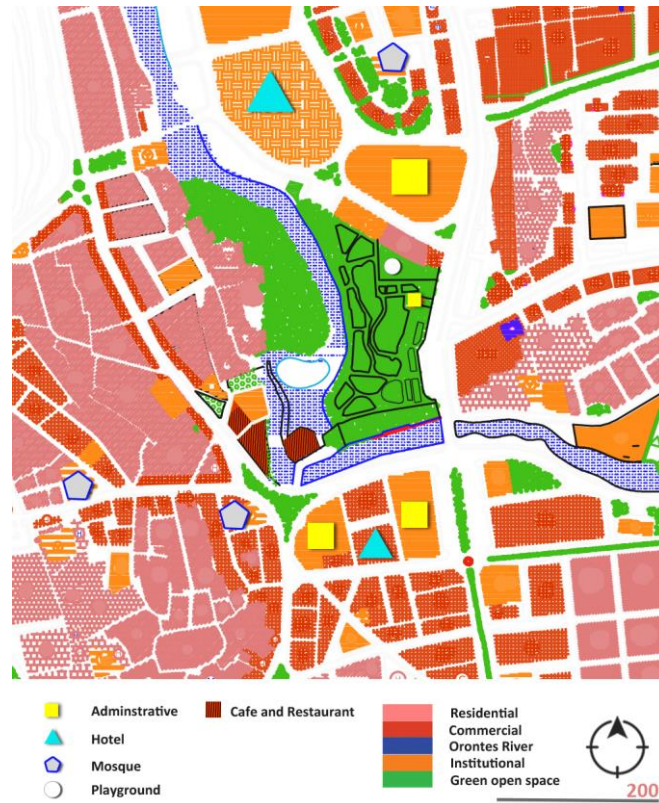 Adminstrative
Hotel
Mosque
Playground
Cafe and Restaurant
Residential
Commercial
Orontes River
Institutional
Green open space
200